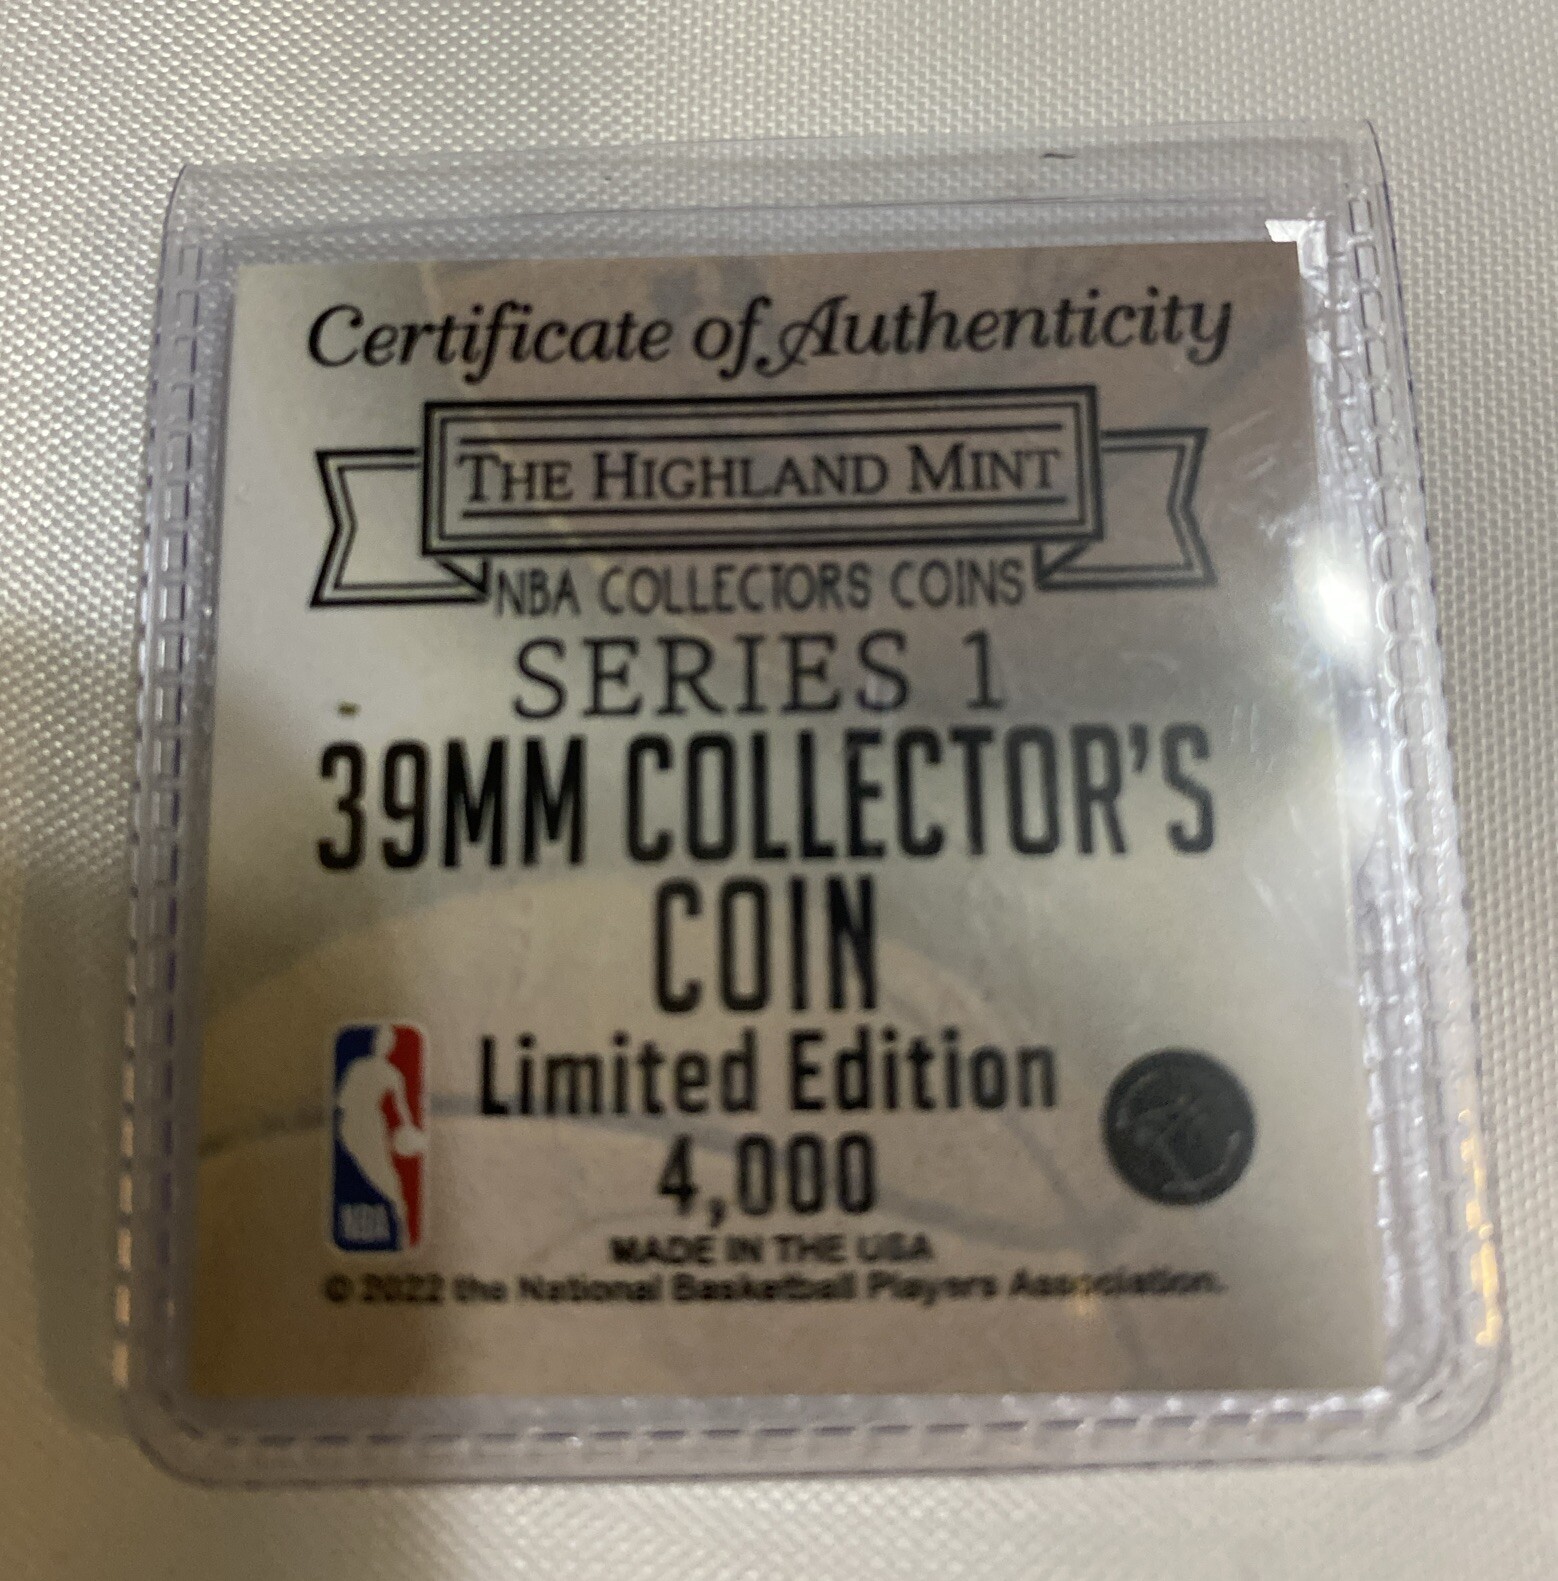 Certificate of Authenticity
THE HIGHLAND MINT
NBA COLLECTORS COINS
SERIES 1
39MM COLLECTOR'S
COIN
Limited Edition
4,000
NBA
MADE IN THE USA
© 2022 the National Basketball Players Association.